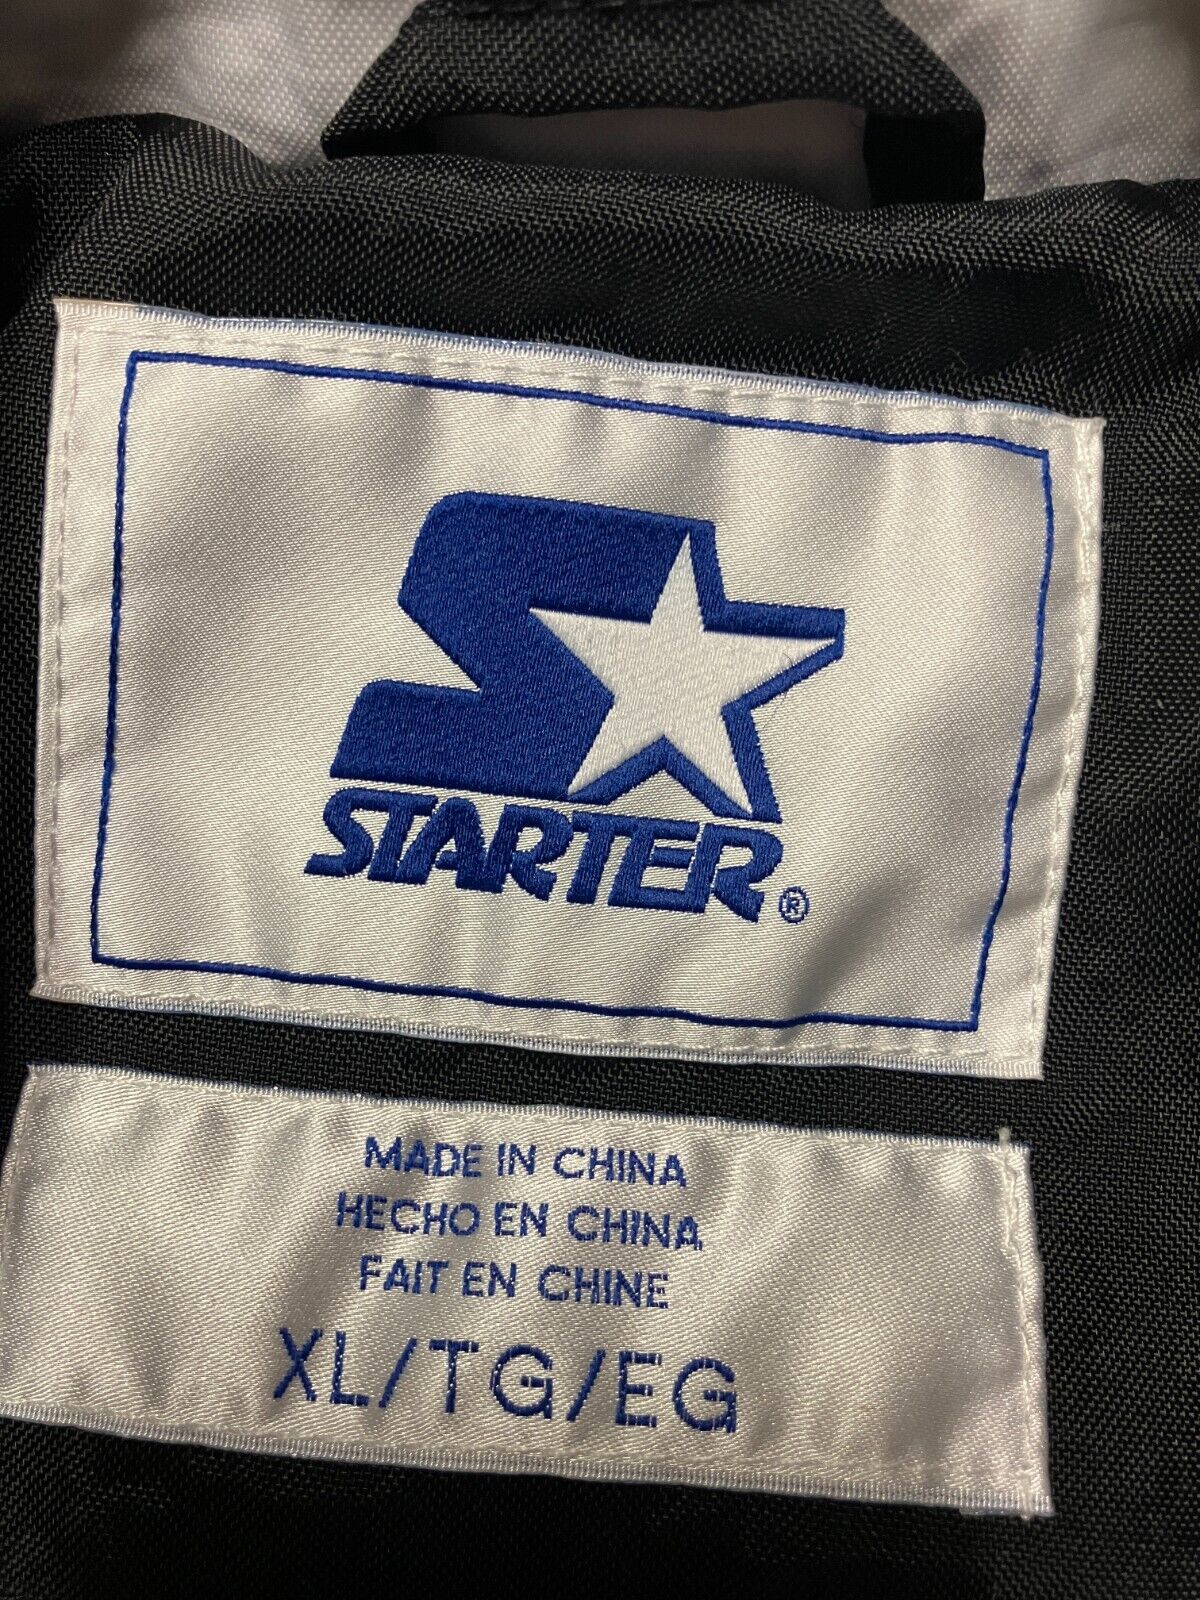 STARTER®
MADE IN CHINA
HECHO EN CHINA
FAIT EN CHINE
XL/TG/EG